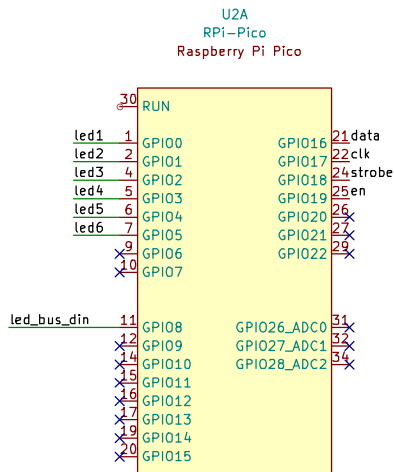 U2A
RPi-Pico
Raspberry Pi Pico
30 RUN
led1 1 GPIO0 GPIO16 21 data
led2 2 GPIO1 GPIO17 22 clk
led3 4 GPIO2 GPIO18 24 strobe
led4 5 GPIO3 GPIO19 25 en
led5 6 GPIO4 GPIO20 26
led6 7 GPIO5 GPIO21 27
9 GPIO6 GPIO22 29
10 GPIO7
led_bus_din 11 GPIO8 GPIO26_ADC0 31
12 GPIO9 GPIO27_ADC1 32
14 GPIO10 GPIO28_ADC2 34
15 GPIO11
16 GPIO12
17 GPIO13
19 GPIO14
20 GPIO15